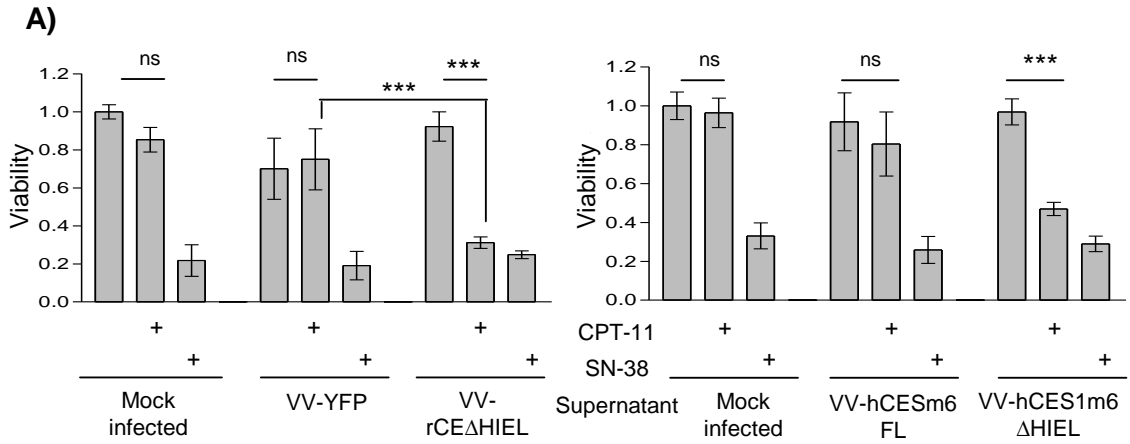 A)
ns ns *** ***
1.2
1.0
0.8
0.6
0.4
0.2
0.0
Viability
+ + +
+ + +
Mock infected
VV-YFP
VV-rCEΔHIEL
ns ns ***
1.2
1.0
0.8
0.6
0.4
0.2
0.0
Viability
CPT-11 + + +
SN-38 + + +
Supernatant
Mock infected
VV-hCESm6 FL
VV-hCES1m6 ΔHIEL